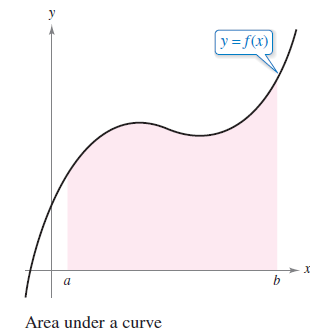 y
y = f(x)
x
a
b
Area under a curve